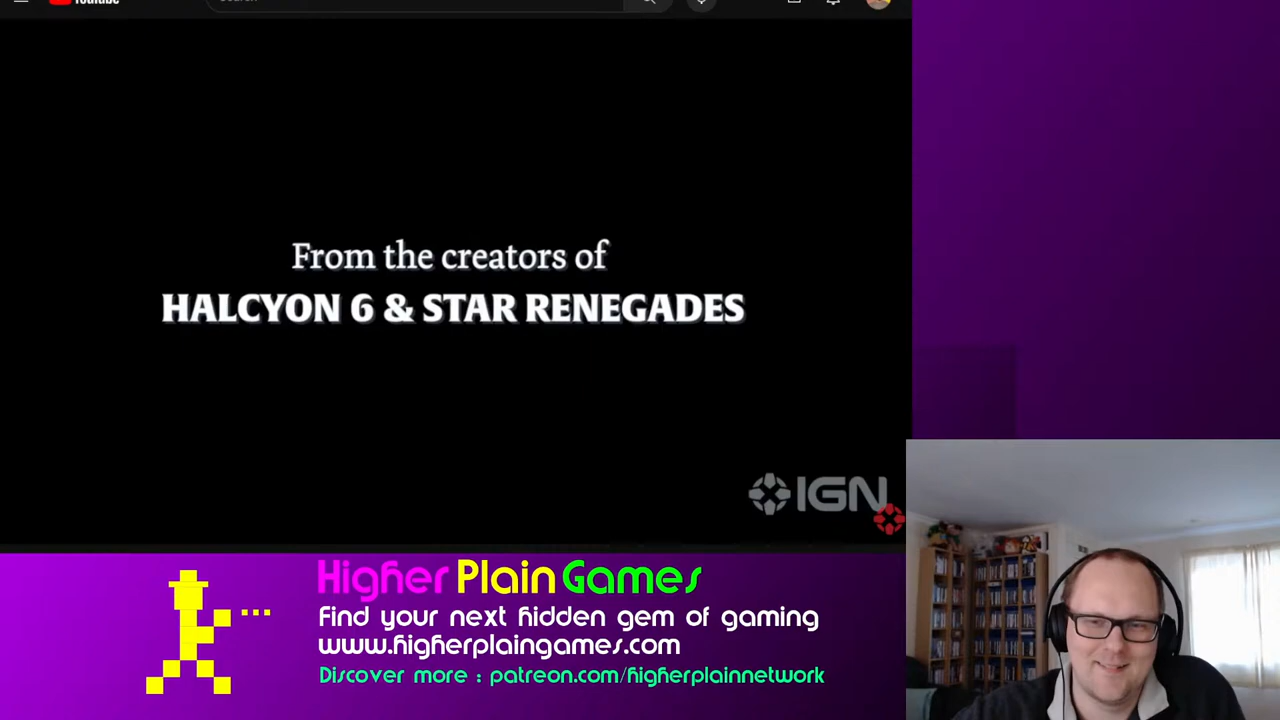 From the creators of
HALCYON 6 & STAR RENEGADES
IGN
Higher Plain Games
Find your next hidden gem of gaming
www.higherplaingames.com
Discover more : patreon.com/higherplainnetwork